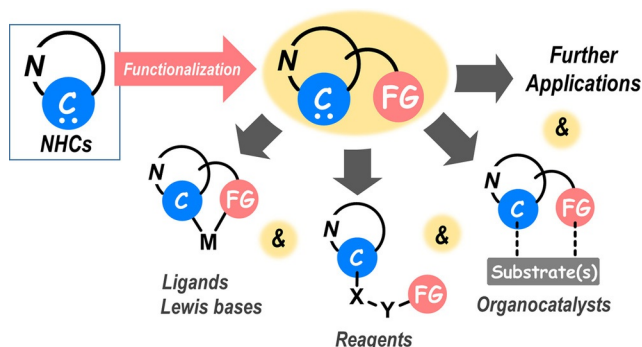 N
C
NHCs
Functionalization
N
C
FG
Further
Applications
&
N
C
FG
M
Ligands
Lewis bases
&
N
C
X
Y
FG
Reagents
&
N
C
FG
Substrate(s)
Organocatalysts